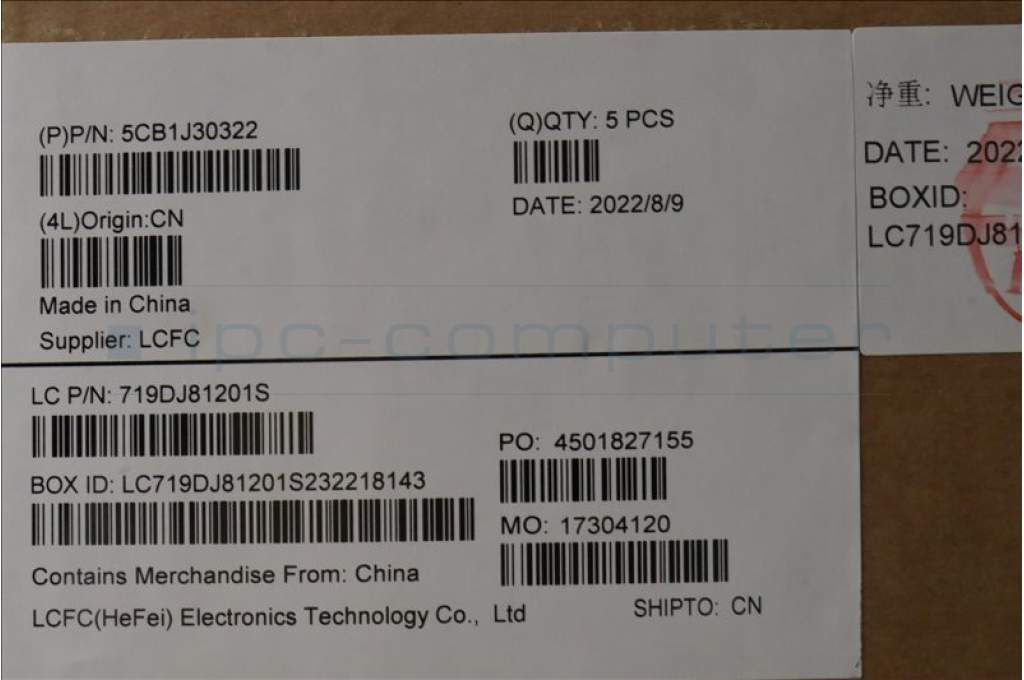 (P)P/N: 5CB1J30322
(Q)QTY: 5 PCS
DATE: 2022/8/9
(4L)Origin:CN
Made in China
Supplier: LCFC
ipc-computer
LC P/N: 719DJ81201S
BOX ID: LC719DJ81201S232218143
PO: 4501827155
MO: 17304120
Contains Merchandise From: China
LCFC(HeFei) Electronics Technology Co., Ltd
SHIPTO: CN
净重: WEIG
DATE: 2022
BOXID:
LC719DJ81